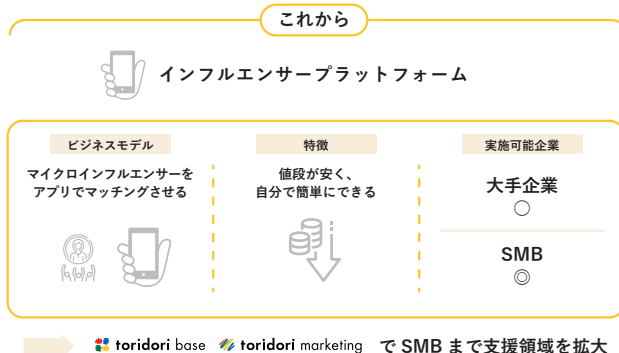 これから
インフルエンサープラットフォーム
ビジネスモデル
マイクロインフルエンサーを
アプリでマッチングさせる
特徴
値段が安く、
自分で簡単にできる
実施可能企業
大手企業
○
SMB
◎
toridori base toridori marketing で SMB まで支援領域を拡大